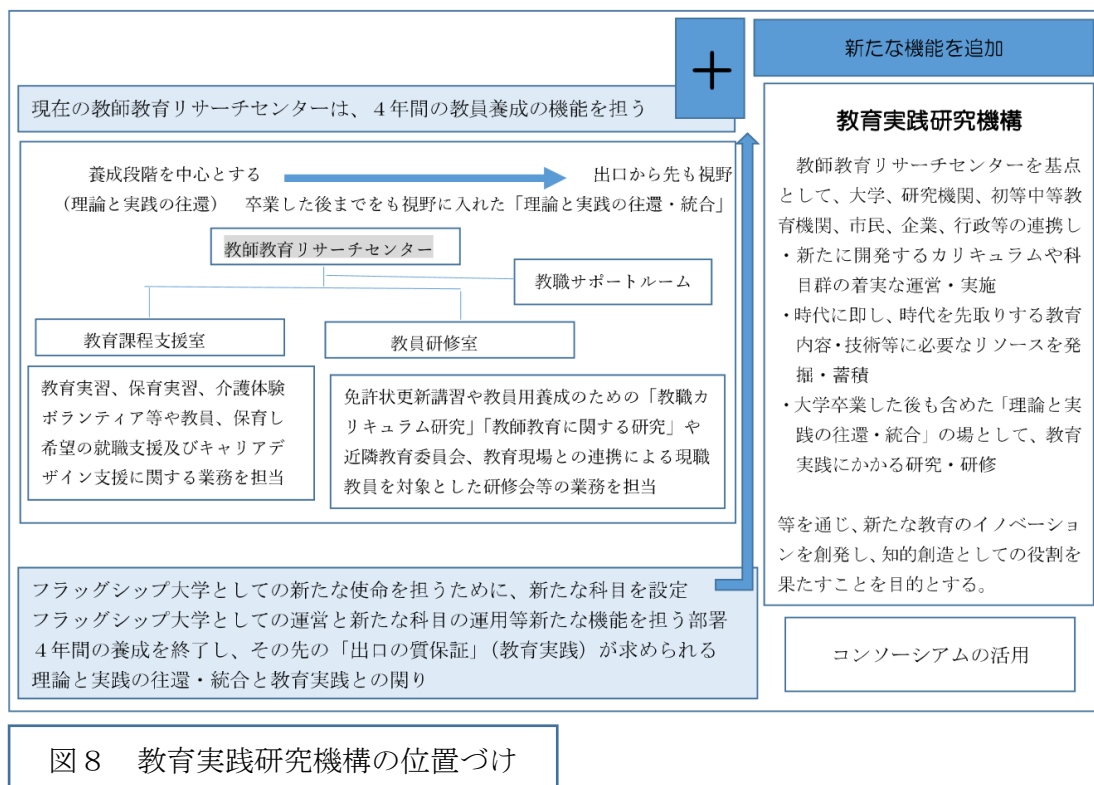 新たな機能を追加
＋
現在の教師教育リサーチセンターは、４年間の教員養成の機能を担う
養成段階を中心とする
出口から先も視野
（理論と実践の往還）　卒業した後までをも視野に入れた「理論と実践の往還・統合」
教師教育リサーチセンター
教職サポートルーム
教育課程支援室
教員研修室
教育実習、保育実習、介護体験
ボランティア等や教員、保育し
希望の就職支援及びキャリアデ
ザイン支援に関する業務を担当
免許状更新講習や教員用養成のための「教職カ
リキュラム研究」「教師教育に関する研究」や
近隣教育委員会、教育現場との連携による現職
教員を対象とした研修会等の業務を担当
フラッグシップ大学としての新たな使命を担うために、新たな科目を設定
フラッグシップ大学としての運営と新たな科目の運用等新たな機能を担う部署
４年間の養成を終了し、その先の「出口の質保証」（教育実践）が求められる
理論と実践の往還・統合と教育実践との関り
教育実践研究機構
教師教育リサーチセンターを基点
として、大学、研究機関、初等中等教
育機関、市民、企業、行政等の連携し
・新たに開発するカリキュラムや科
目群の着実な運営・実施
・時代に即し、時代を先取りする教育
内容・技術等に必要なリソースを発
掘・蓄積
・大学卒業した後も含めた「理論と実
践の往還・統合」の場として、教育
実践にかかる研究・研修
等を通じ、新たな教育のイノベーショ
ンを創発し、知的創造としての役割を
果たすことを目的とする。
コンソーシアムの活用
図８　教育実践研究機構の位置づけ